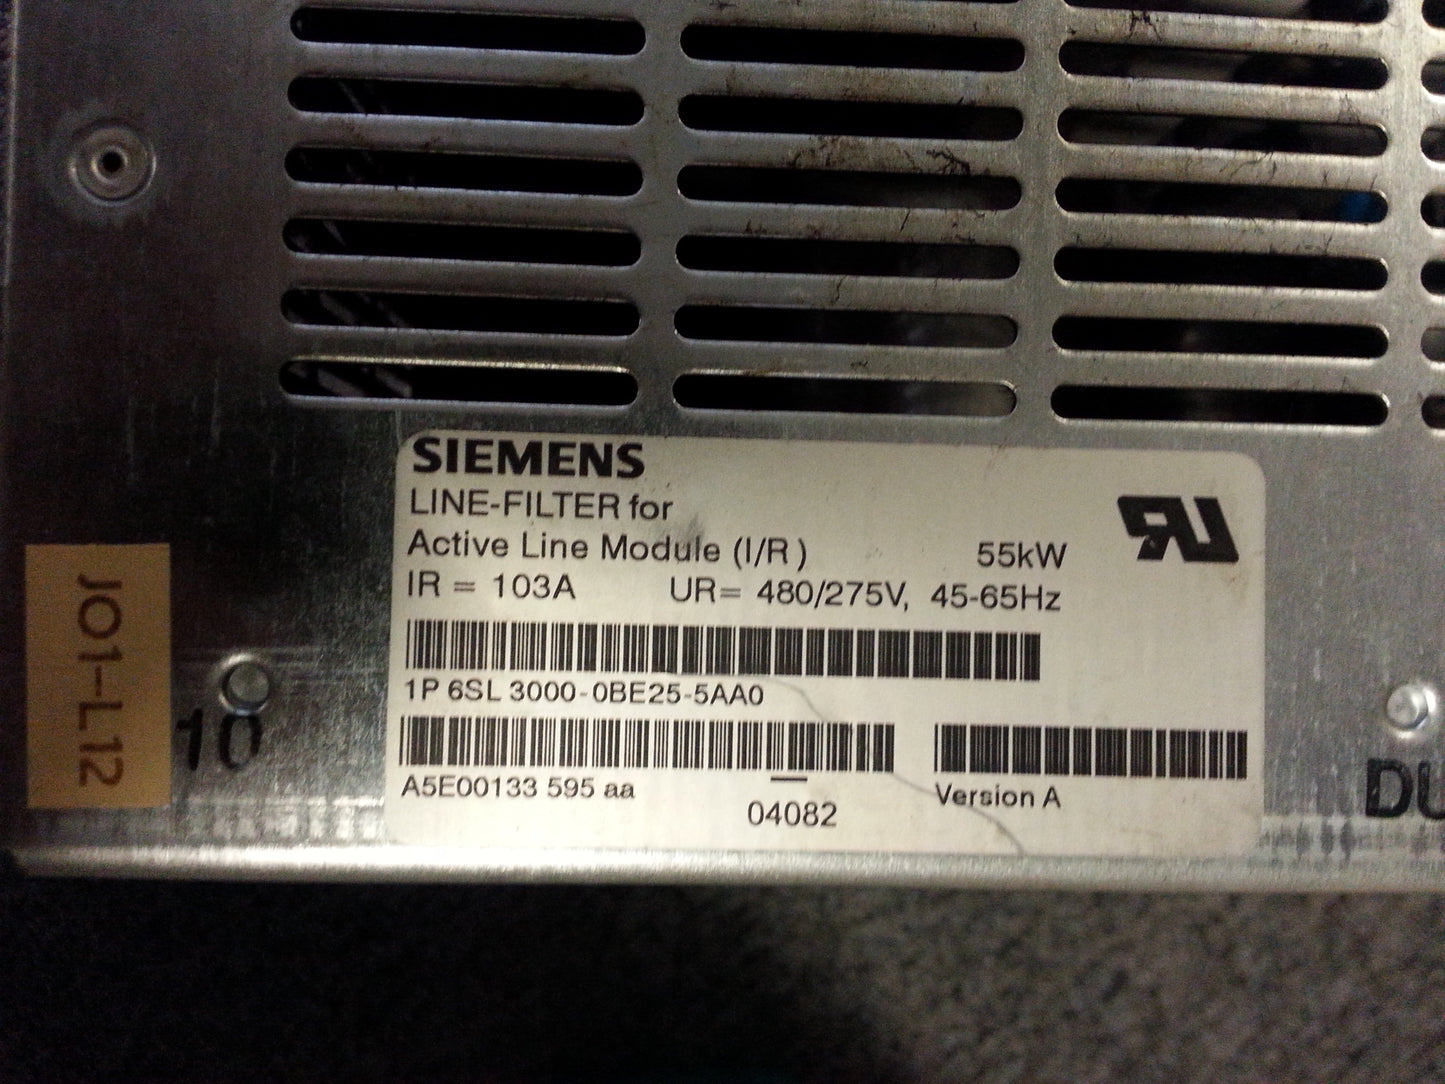 SIEMENS
LINE-FILTER for
Active Line Module (I/R) 55kW
IR = 103A UR= 480/275V, 45-65Hz
1P 6SL 3000-0BE25-5AA0
A5E00133 595 aa
04082
Version A
JO1-L12
10
DU